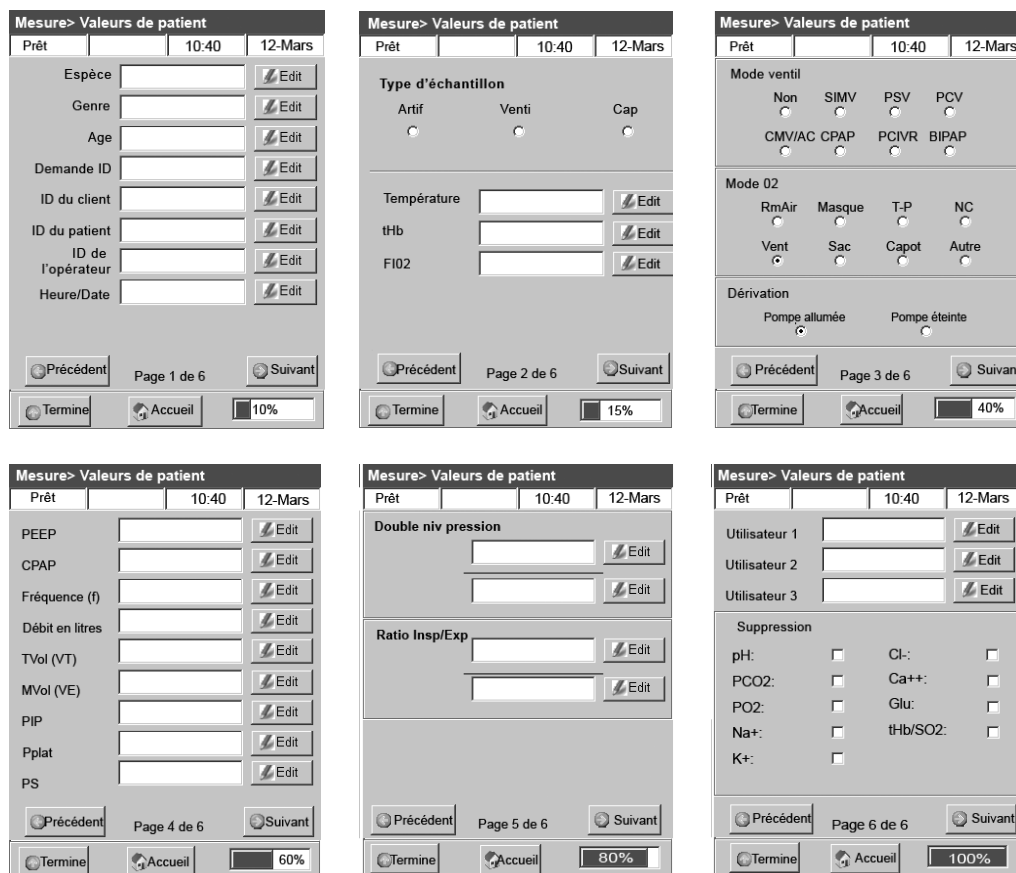 Mesure> Valeurs de patient
Prêt 10:40 12-Mars
Espèce Edit
Genre Edit
Age Edit
Demande ID Edit
ID du client Edit
ID du patient Edit
ID de
l'opérateur Edit
Heure/Date Edit
Précédent Page 1 de 6 Suivant
Termine Accueil 10%
Mesure> Valeurs de patient
Prêt 10:40 12-Mars
Type d'échantillon
Artif Venti Cap
Température Edit
tHb Edit
FI02 Edit
Précédent Page 2 de 6 Suivant
Termine Accueil 15%
Mesure> Valeurs de patient
Prêt 10:40 12-Mars
Mode ventil
Non SIMV PSV PCV
CMV/AC CPAP PCIVR BIPAP
Mode 02
RmAir Masque T-P NC
Vent Sac Capot Autre
Dérivation
Pompe allumée Pompe éteinte
Précédent Page 3 de 6 Suivan
Termine Accueil 40%
Mesure> Valeurs de patient
Prêt 10:40 12-Mars
PEEP Edit
CPAP Edit
Fréquence (f) Edit
Débit en litres Edit
TVol (VT) Edit
MVol (VE) Edit
PIP Edit
Pplat Edit
PS Edit
Précédent Page 4 de 6 Suivant
Termine Accueil 60%
Mesure> Valeurs de patient
Prêt 10:40 12-Mars
Double niv pression
Edit
Edit
Ratio Insp/Exp Edit
Edit
Précédent Page 5 de 6 Suivant
Termine Accueil 80%
Mesure> Valeurs de patient
Prêt 10:40 12-Mars
Utilisateur 1 Edit
Utilisateur 2 Edit
Utilisateur 3 Edit
Suppression
pH: Cl-:
PCO2: Ca++:
PO2: Glu:
Na+: tHb/SO2:
K+:
Précédent Page 6 de 6 Suivant
Termine Accueil 100%